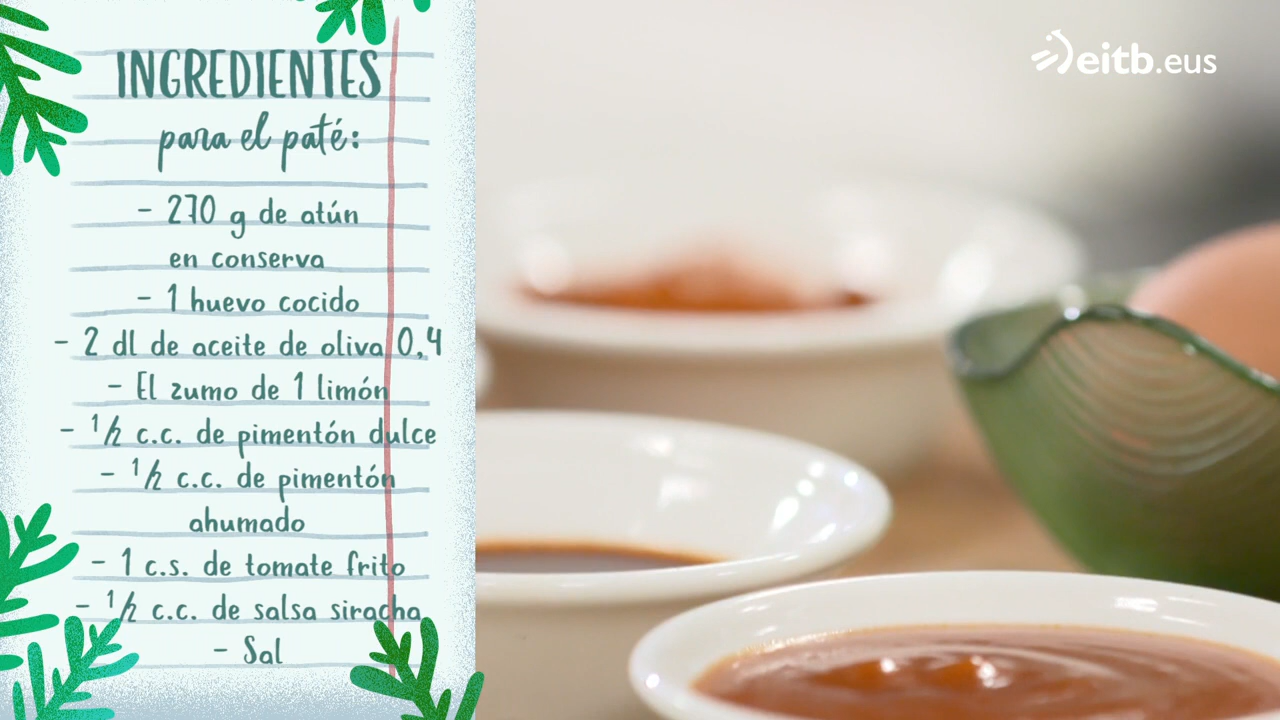 INGREDIENTES
para el paté:
- 270 g de atún
en conserva
- 1 huevo cocido
- 2 dl de aceite de oliva 0,4
- El zumo de 1 limón
- 1/2 c.c. de pimentón dulce
- 1/2 c.c. de pimentón
ahumado
- 1 c.s. de tomate frito
- 1/2 c.c. de salsa siracha
- Sal
eitb.eus